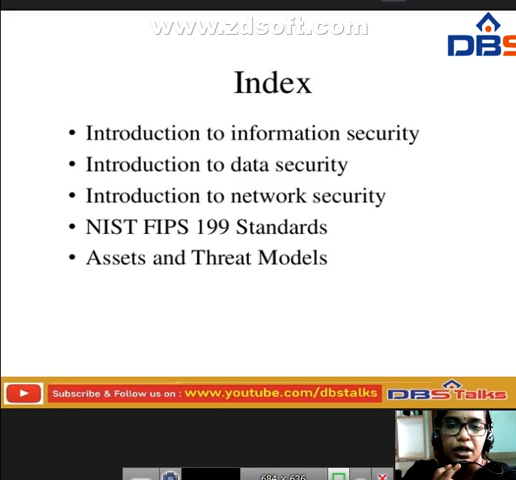 www.zdsoft.com
DBS
Index
• Introduction to information security
• Introduction to data security
• Introduction to network security
• NIST FIPS 199 Standards
• Assets and Threat Models
Subscribe & Follow us on : www.youtube.com/dbstalks DBSTalks
684 × 636